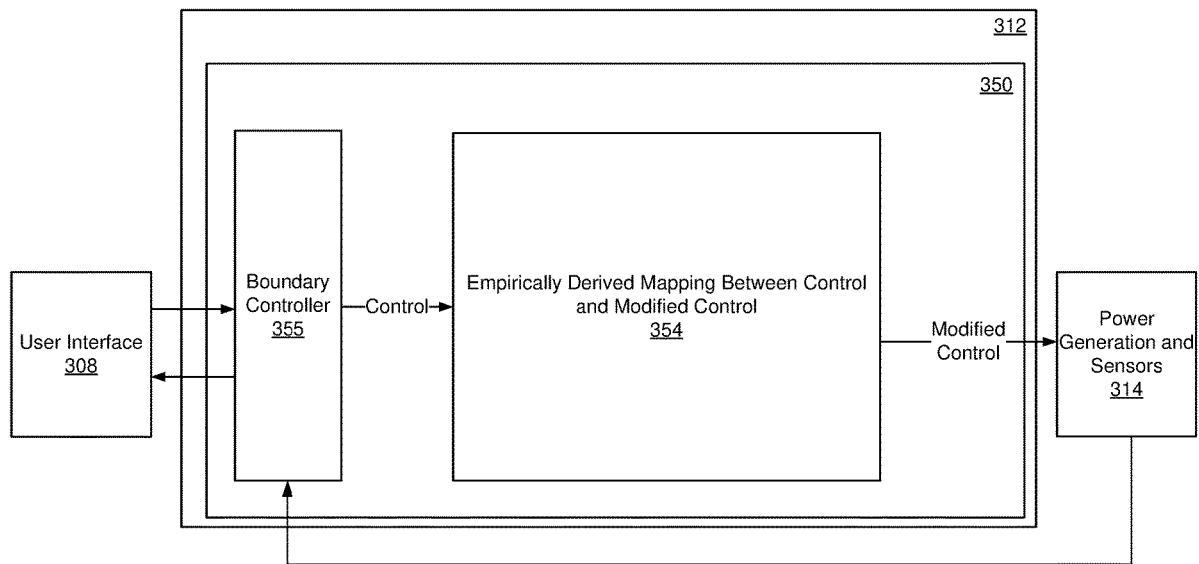 312
350
User Interface
308
Boundary
Controller
355
Control
Empirically Derived Mapping Between Control
and Modified Control
354
Modified
Control
Power
Generation and
Sensors
314